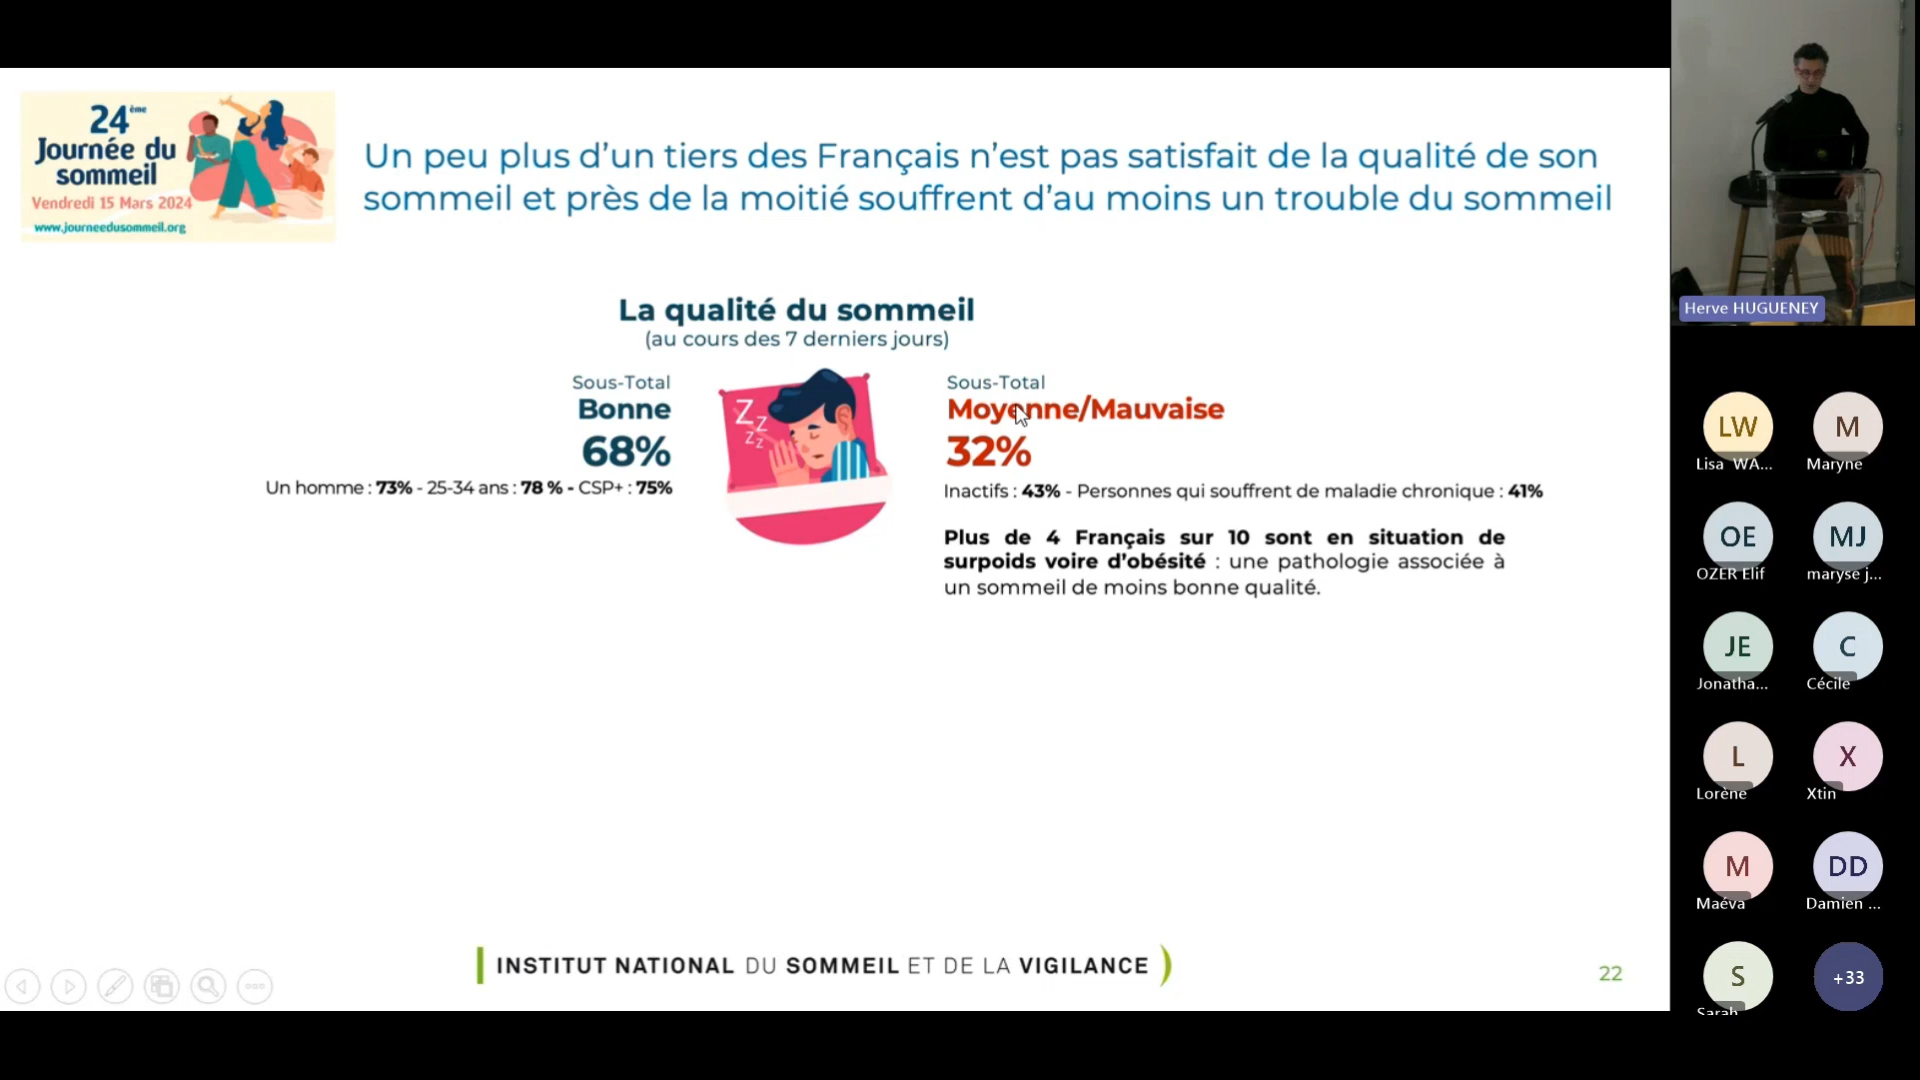 24ème
Journée du
sommeil
Vendredi 15 Mars 2024
www.journeedusommeil.org
Un peu plus d’un tiers des Français n’est pas satisfait de la qualité de son
sommeil et près de la moitié souffrent d’au moins un trouble du sommeil
La qualité du sommeil
(au cours des 7 derniers jours)
Sous-Total
Bonne
68%
Un homme : 73% - 25-34 ans : 78 % - CSP+ : 75%
Zzzz
Sous-Total
Moyenne/Mauvaise
32%
Inactifs : 43% - Personnes qui souffrent de maladie chronique : 41%
Plus de 4 Français sur 10 sont en situation de
surpoids voire d’obésité : une pathologie associée à
un sommeil de moins bonne qualité.
INSTITUT NATIONAL DU SOMMEIL ET DE LA VIGILANCE
22
Herve HUGUENEY
LW
Lisa WA...
M
Maryne
OE
OZER Elif
MJ
maryse j...
JE
Jonatha...
C
Cécile
L
Lorène
X
Xtin
M
Maéva
DD
Damien ...
S
Sarah
+33